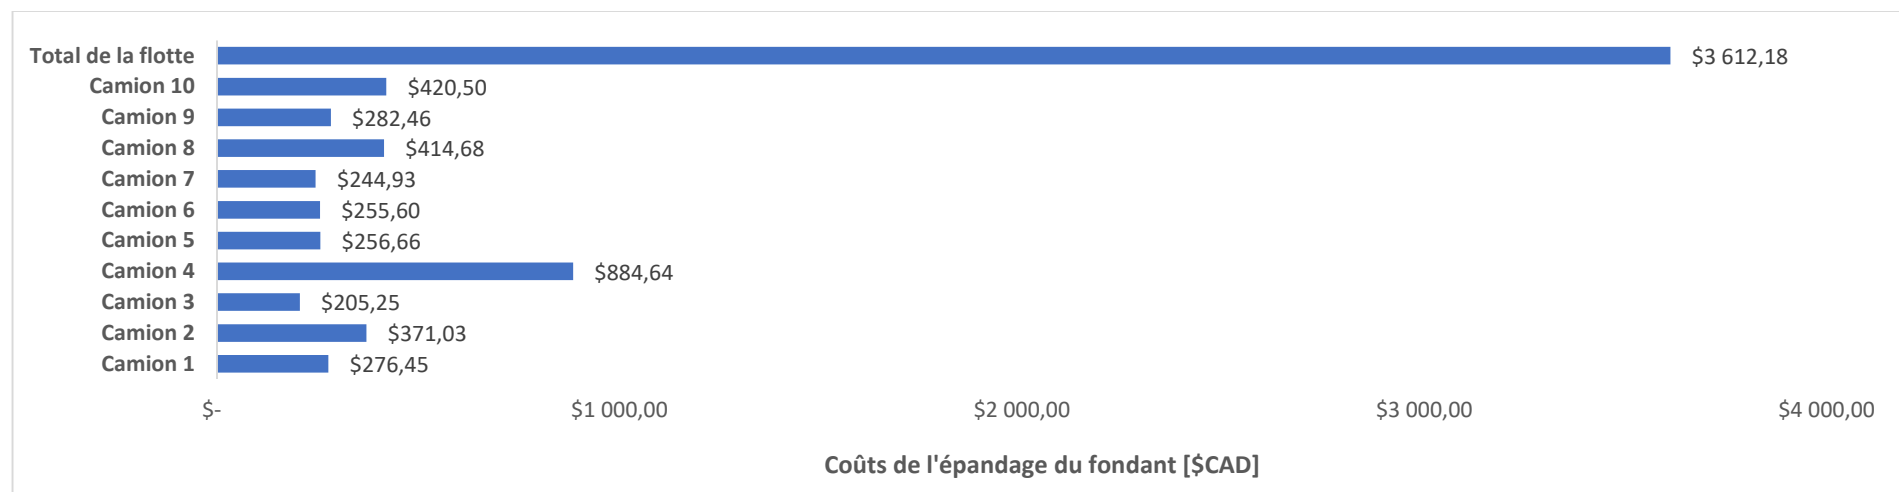 Total de la flotte $3 612,18
Camion 10 $420,50
Camion 9 $282,46
Camion 8 $414,68
Camion 7 $244,93
Camion 6 $255,60
Camion 5 $256,66
Camion 4 $884,64
Camion 3 $205,25
Camion 2 $371,03
Camion 1 $276,45
$- $1 000,00 $2 000,00 $3 000,00 $4 000,00
Coûts de l'épandage du fondant [$CAD]